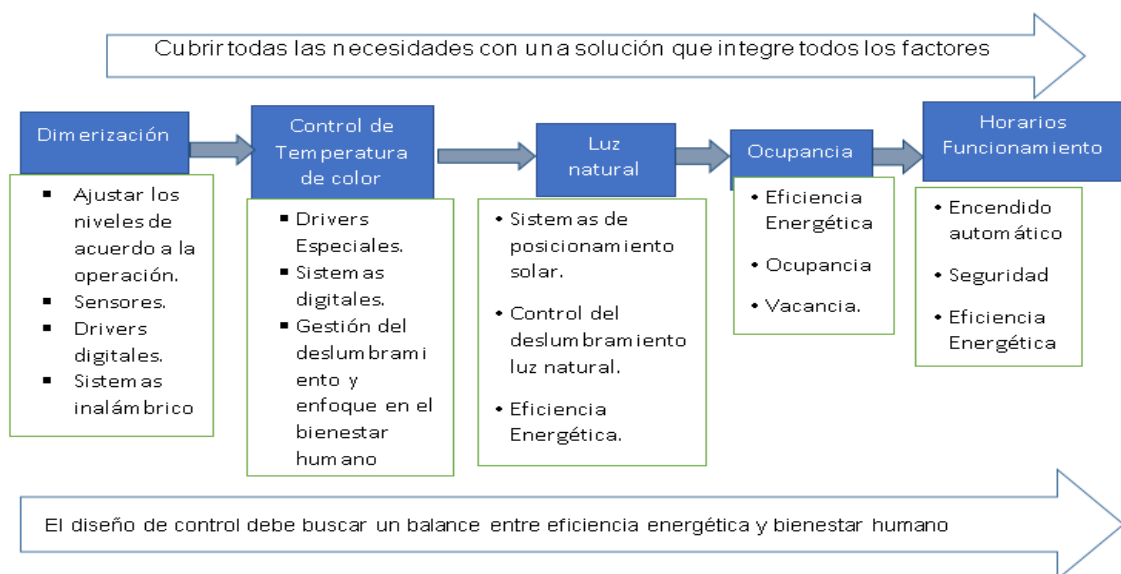 Cubrir todas las necesidades con una solución que integre todos los factores
Dimerización
▪ Ajustar los
niveles de
acuerdo a la
operación.
▪ Sensores.
▪ Drivers
digitales.
▪ Sistemas
inalámbrico
Control de
Temperatura
de color
▪ Drivers
Especiales.
▪ Sistemas
digitales.
▪ Gestión del
deslumbrami
ento y
enfoque en el
bienestar
humano
Luz
natural
• Sistemas de
posicionamiento
solar.
• Control del
deslumbramiento
luz natural.
• Eficiencia
Energética.
Ocupancia
• Eficiencia
Energética
• Ocupancia
• Vacancia.
Horarios
Funcionamiento
• Encendido
automático
• Seguridad
• Eficiencia
Energética
El diseño de control debe buscar un balance entre eficiencia energética y bienestar humano